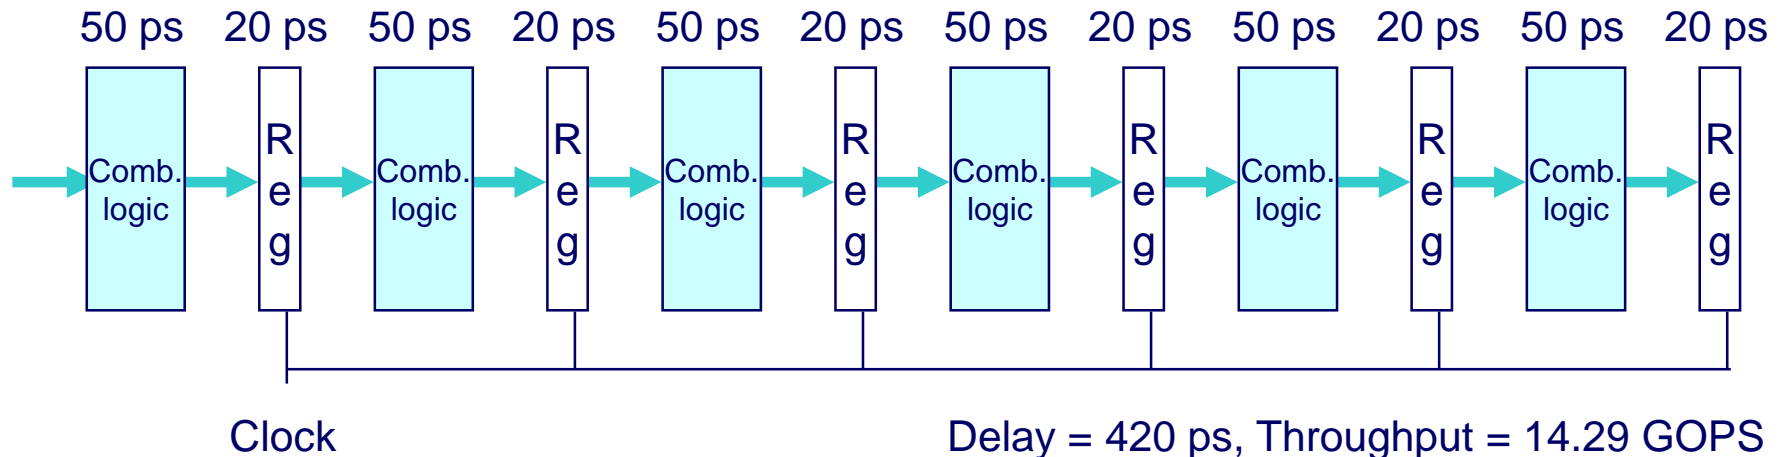 50 ps 20 ps 50 ps 20 ps 50 ps 20 ps 50 ps 20 ps 50 ps 20 ps 50 ps 20 ps
Comb.
logic
R
e
g
Comb.
logic
R
e
g
Comb.
logic
R
e
g
Comb.
logic
R
e
g
Comb.
logic
R
e
g
Comb.
logic
R
e
g
Clock
Delay = 420 ps, Throughput = 14.29 GOPS